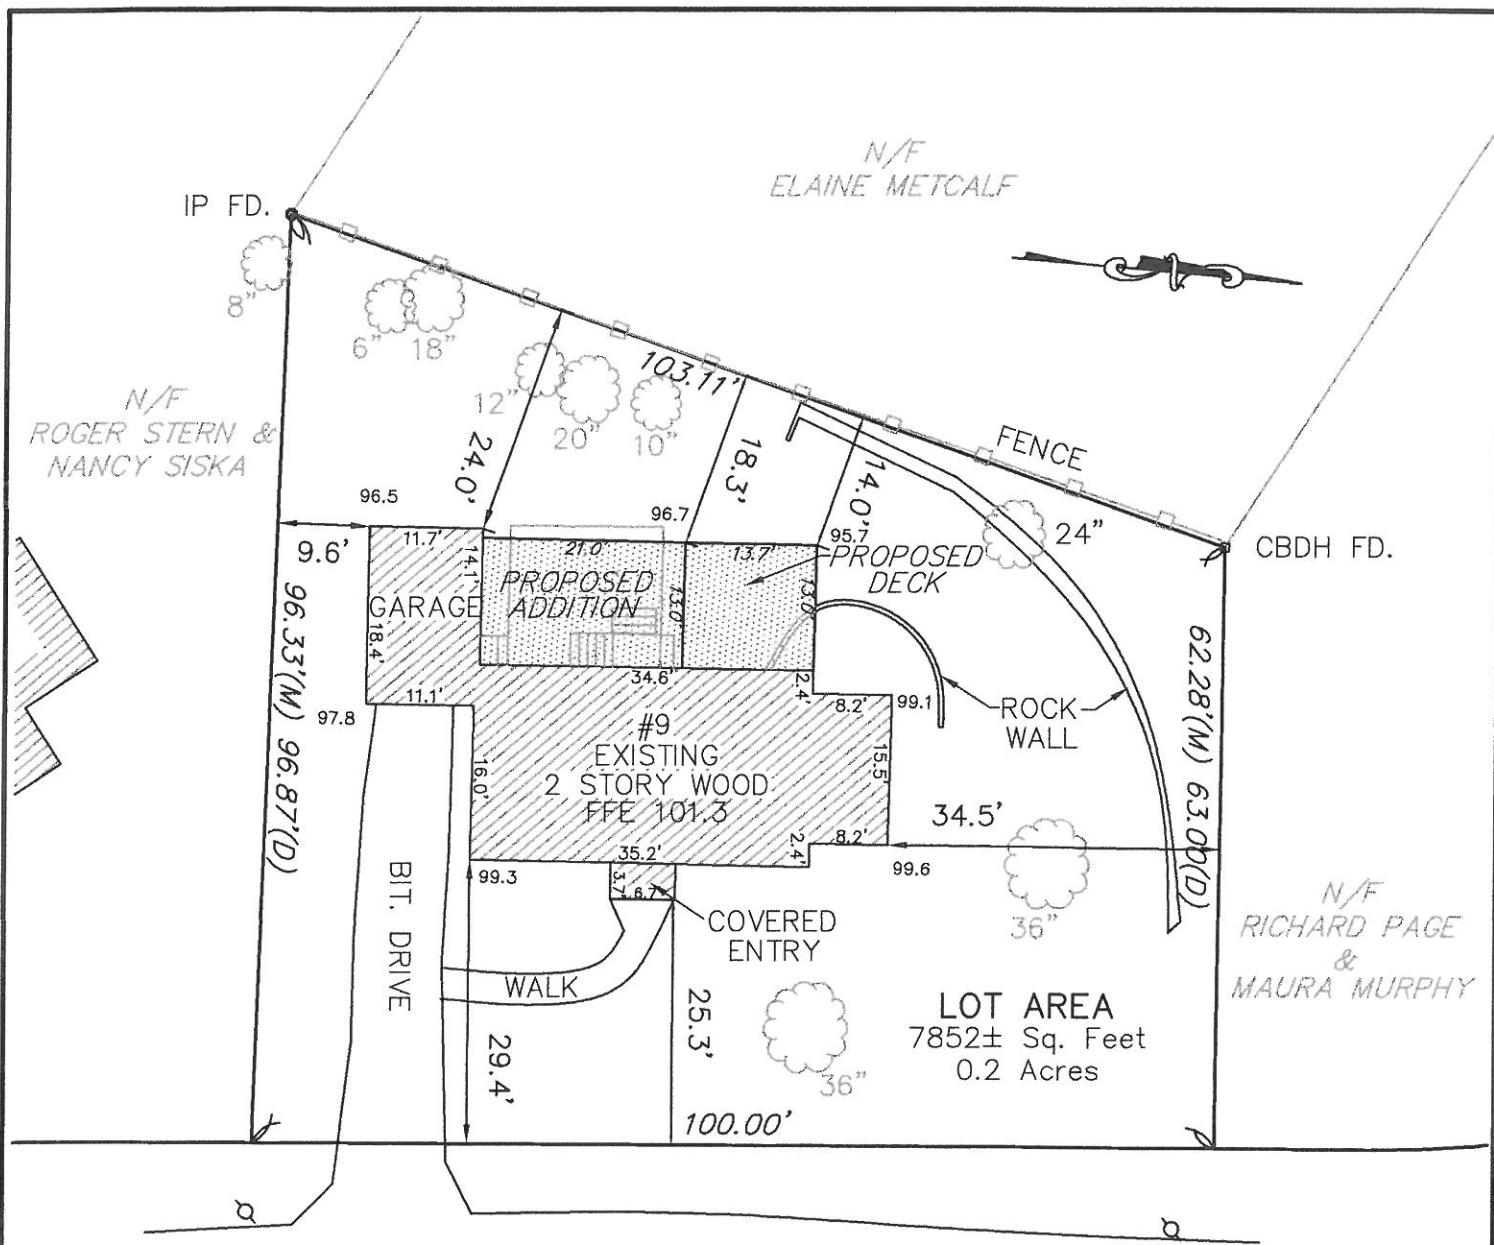 N/F
ELAINE METCALF
IP FD.
8"
6"
18"
103.11'
12"
20"
10"
N/F
ROGER STERN &
NANCY SISKA
24.0'
18.3'
14.0'
FENCE
24"
CBDH FD.
96.5
96.7
95.7
9.6'
11.7'
21.0'
13.7'
14.1'
PROPOSED
ADDITION
13.0'
13.0'
PROPOSED
DECK
GARAGE
18.4'
96.33'(M) 96.87'(D)
62.28'(M) 63.00(D)
34.6'
2.4'
8.2'
99.1
ROCK
WALL
11.1'
97.8
#9
EXISTING
2 STORY WOOD
FFE 101.3
16.0'
15.5'
34.5'
35.2'
2.4'
8.2'
99.3
99.6
3.7'
6.7'
36"
COVERED
ENTRY
BIT. DRIVE
WALK
N/F
RICHARD PAGE
&
MAURA MURPHY
29.4'
25.3'
36"
LOT AREA
7852± Sq. Feet
0.2 Acres
100.00'